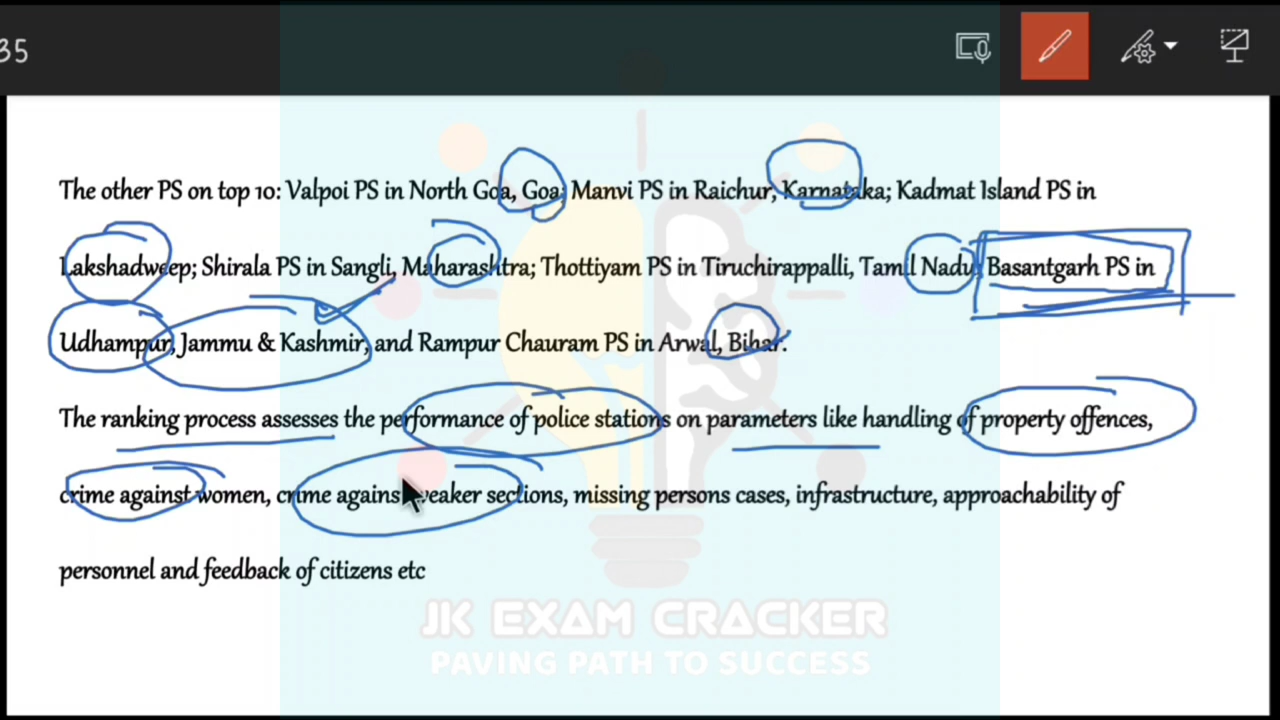 35
The other PS on top 10: Valpoi PS in North Goa, Goa; Manvi PS in Raichur, Karnataka; Kadmat Island PS in
Lakshadweep; Shirala PS in Sangli, Maharashtra; Thottiyam PS in Tiruchirappalli, Tamil Nadu; Basantgarh PS in
Udhampur, Jammu & Kashmir, and Rampur Chauram PS in Arwal, Bihar.
The ranking process assesses the performance of police stations on parameters like handling of property offences,
crime against women, crime against weaker sections, missing persons cases, infrastructure, approachability of
personnel and feedback of citizens etc
JK EXAM CRACKER
PAVING PATH TO SUCCESS